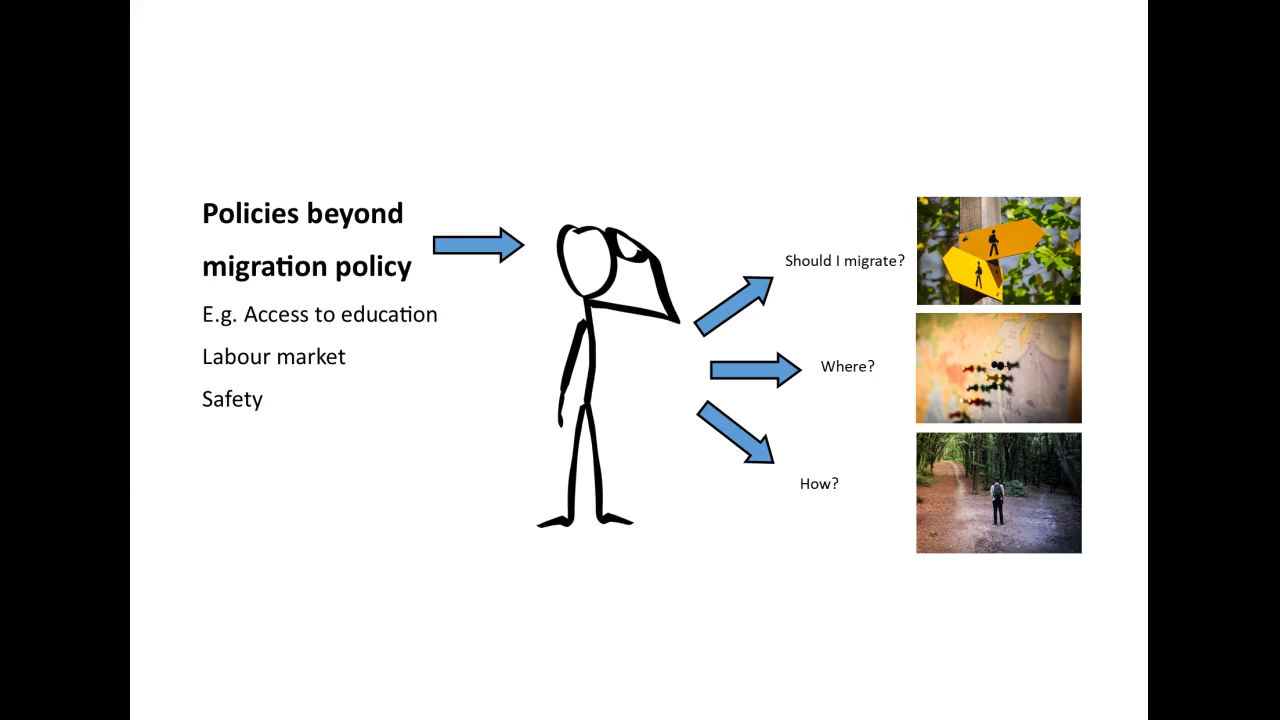 Policies beyond
migration policy
E.g. Access to education
Labour market
Safety
Should I migrate?
Where?
How?